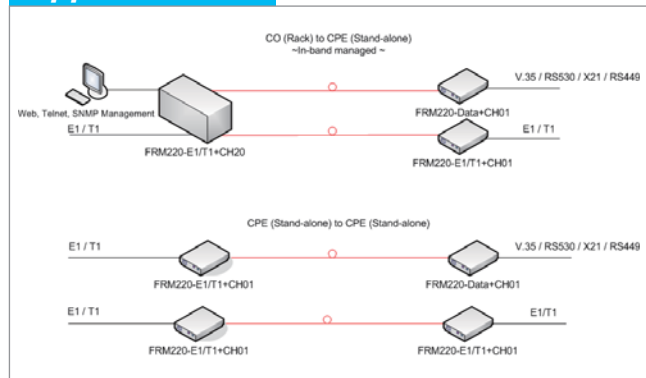 CO (Rack) to CPE (Stand-alone)
~In-band managed ~
V.35 / RS530 / X21 / RS449
FRM220-Data+CH01
Web, Telnet, SNMP Management
E1 / T1
E1 / T1
FRM220-E1/T1+CH20
FRM220-E1/T1+CH01
CPE (Stand-alone) to CPE (Stand-alone)
E1 / T1
V.35 / RS530 / X21 / RS449
FRM220-E1/T1+CH01
FRM220-Data+CH01
E1 / T1
E1/T1
FRM220-E1/T1+CH01
FRM220-E1/T1+CH01